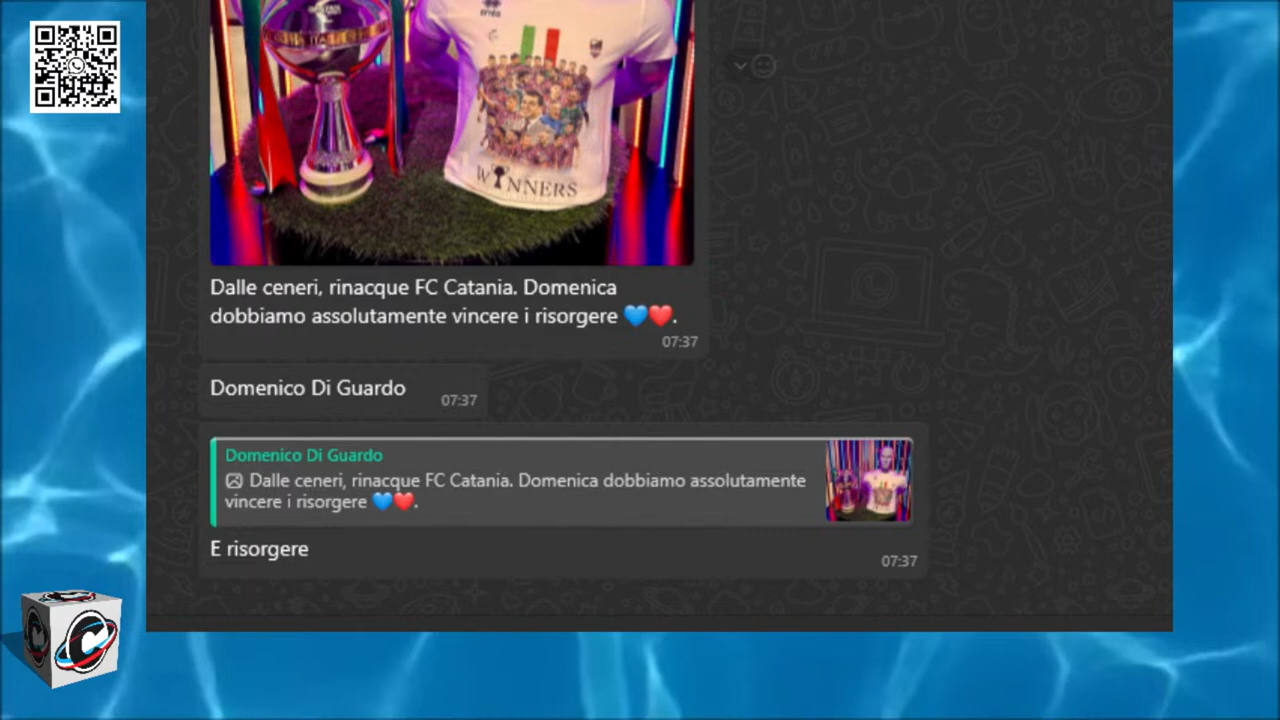 erreà
WINNERS
Dalle ceneri, rinacque FC Catania. Domenica
dobbiamo assolutamente vincere i risorgere 💙❤️.
07:37
Domenico Di Guardo
07:37
Domenico Di Guardo
Dalle ceneri, rinacque FC Catania. Domenica dobbiamo assolutamente
vincere i risorgere 💙❤️.
E risorgere
07:37